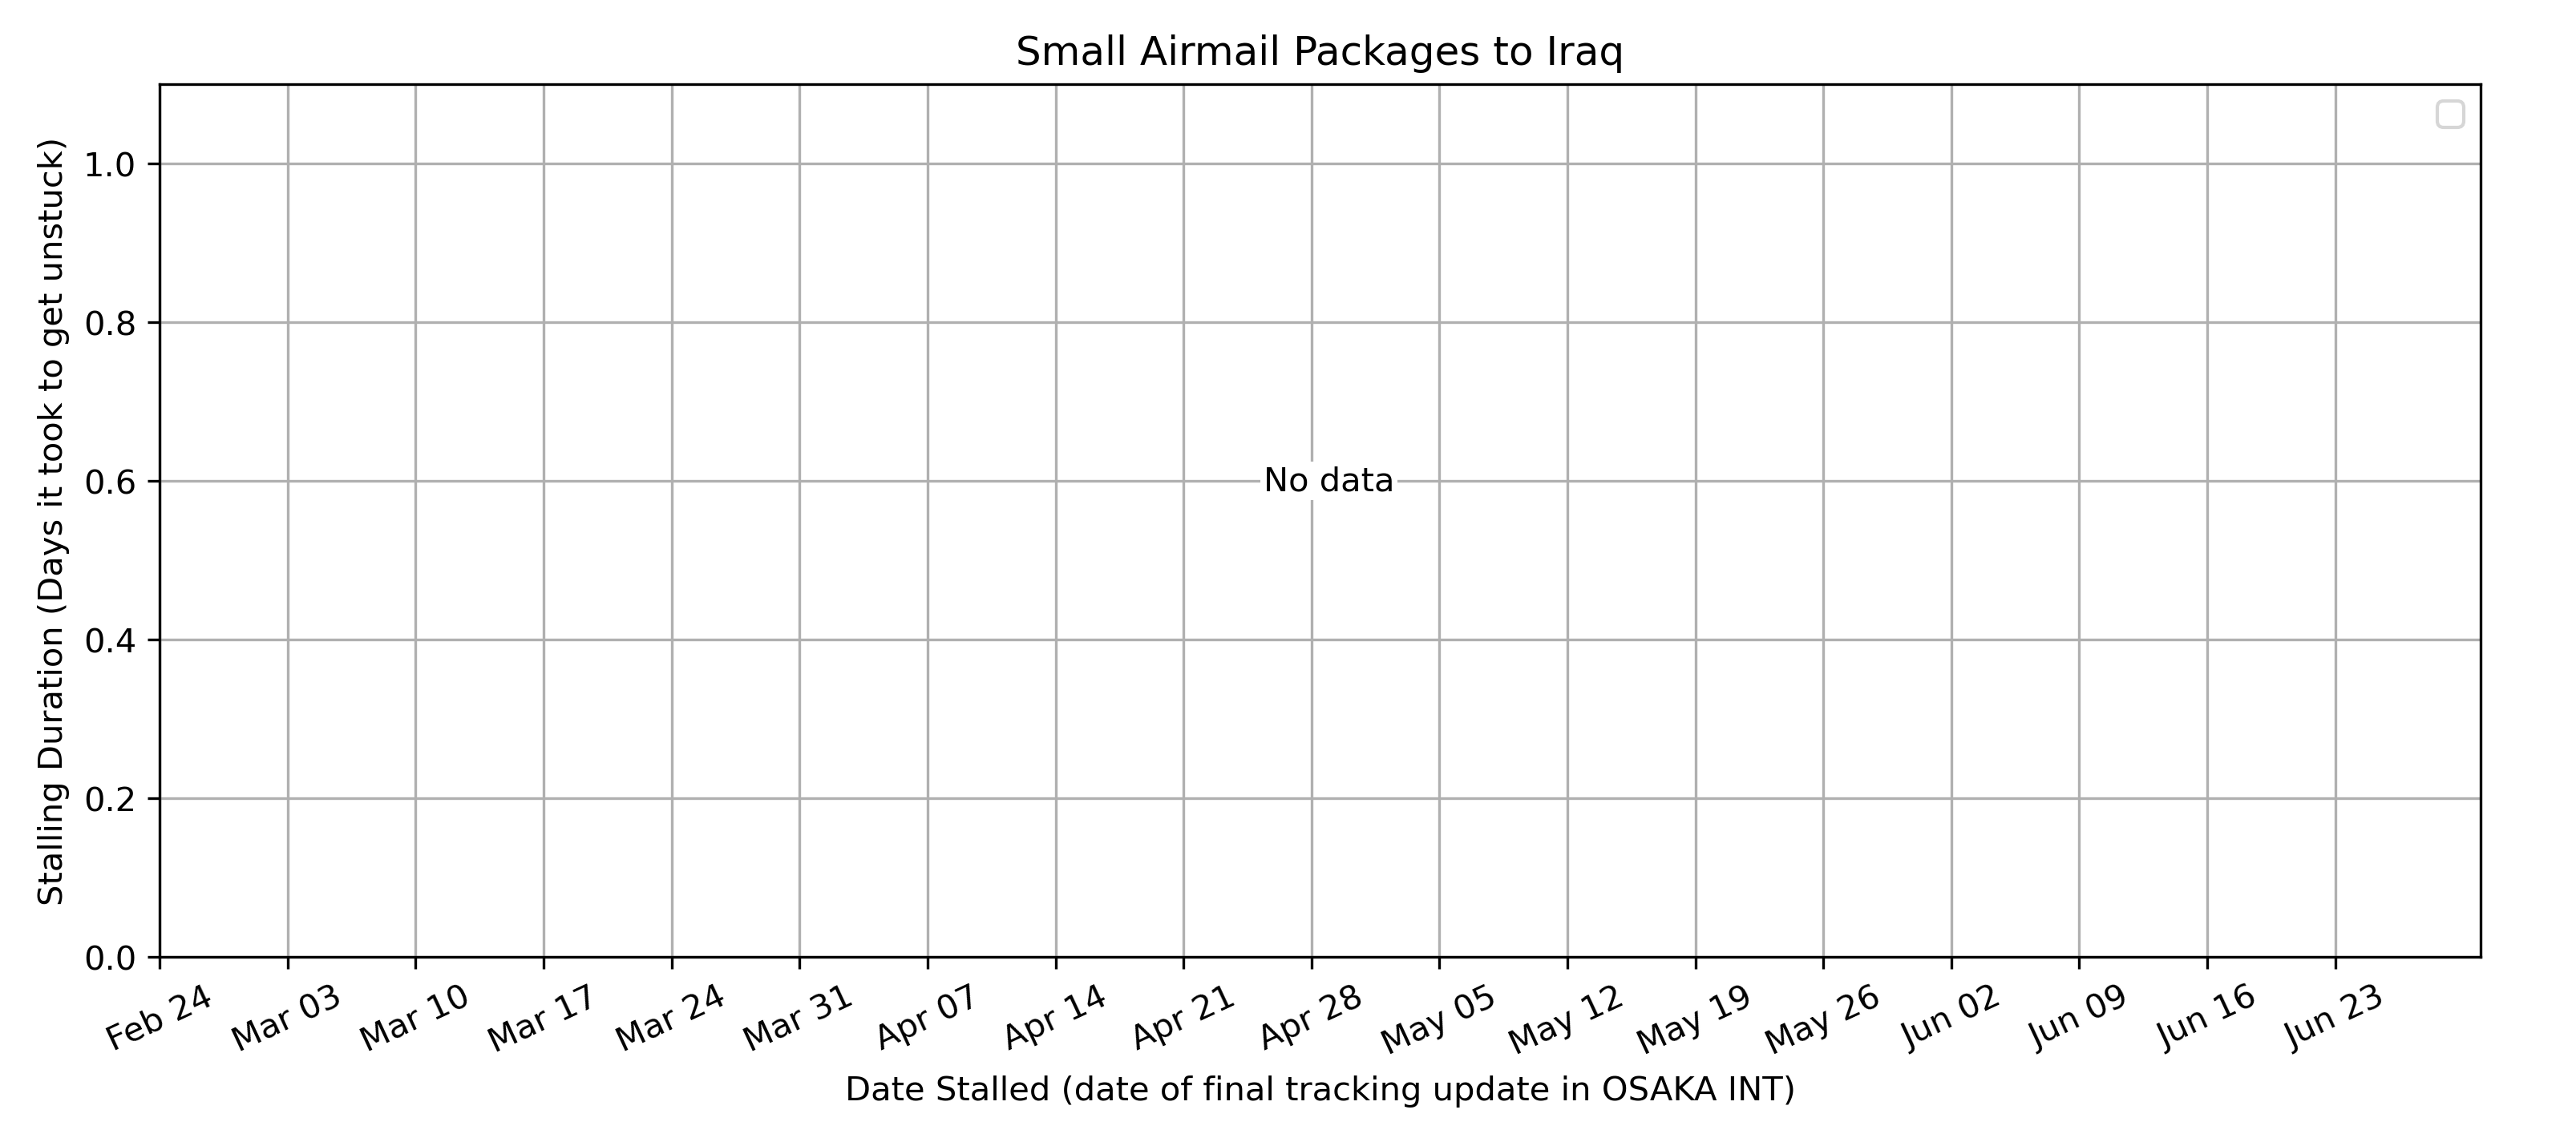 Small Airmail Packages to Iraq
Stalling Duration (Days it took to get unstuck)
1.0
0.8
0.6
0.4
0.2
0.0
No data
Feb 24
Mar 03
Mar 10
Mar 17
Mar 24
Mar 31
Apr 07
Apr 14
Apr 21
Apr 28
May 05
May 12
May 19
May 26
Jun 02
Jun 09
Jun 16
Jun 23
Date Stalled (date of final tracking update in OSAKA INT)